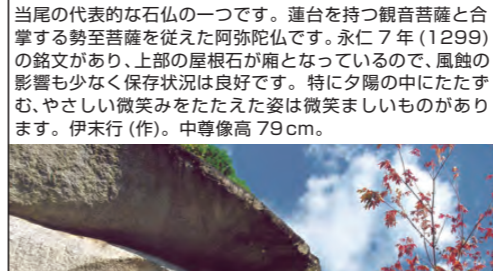 当尾の代表的な石仏の一つです。蓮台を持つ観音菩薩と合
掌する勢至菩薩を従えた阿弥陀仏です。永仁7年(1299)
の銘文があり、上部の屋根石が廂となっているので、風蝕の
影響も少なく保存状況は良好です。特に夕陽の中にたたず
む、やさしい微笑みをたたえた姿は微笑ましいものがあり
ます。伊末行(作)。中尊像高79cm。